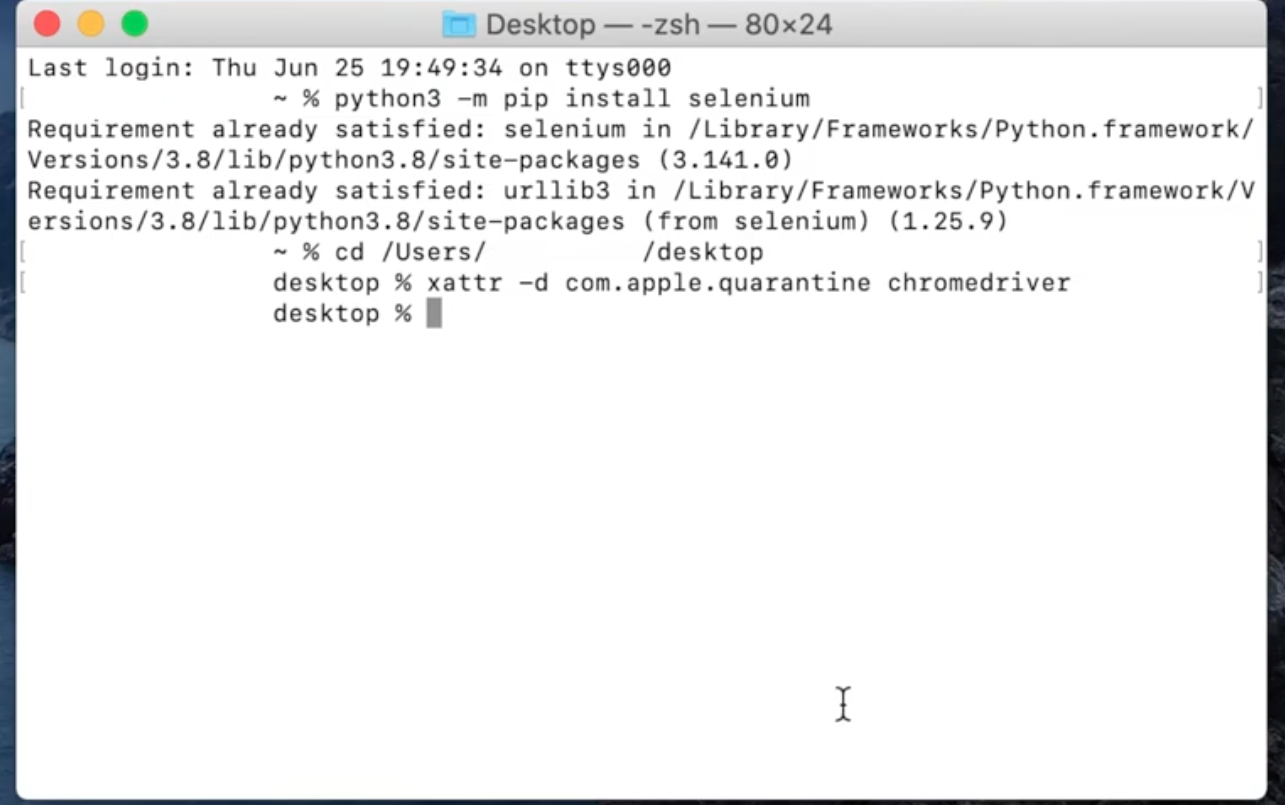 Desktop — -zsh — 80×24
Last login: Thu Jun 25 19:49:34 on ttys000
[ ~ % python3 -m pip install selenium ]
Requirement already satisfied: selenium in /Library/Frameworks/Python.framework/
Versions/3.8/lib/python3.8/site-packages (3.141.0)
Requirement already satisfied: urllib3 in /Library/Frameworks/Python.framework/V
ersions/3.8/lib/python3.8/site-packages (from selenium) (1.25.9)
[ ~ % cd /Users/ /desktop ]
[ desktop % xattr -d com.apple.quarantine chromedriver ]
desktop %